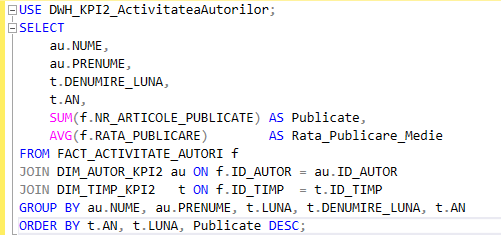 USE DWH_KPI2_ActivitateaAutorilor;
SELECT
    au.NUME,
    au.PRENUME,
    t.DENUMIRE_LUNA,
    t.AN,
    SUM(f.NR_ARTICOLE_PUBLICATE) AS Publicate,
    AVG(f.RATA_PUBLICARE)        AS Rata_Publicare_Medie
FROM FACT_ACTIVITATE_AUTORI f
JOIN DIM_AUTOR_KPI2 au ON f.ID_AUTOR = au.ID_AUTOR
JOIN DIM_TIMP_KPI2   t ON f.ID_TIMP  = t.ID_TIMP
GROUP BY au.NUME, au.PRENUME, t.LUNA, t.DENUMIRE_LUNA, t.AN
ORDER BY t.AN, t.LUNA, Publicate DESC;